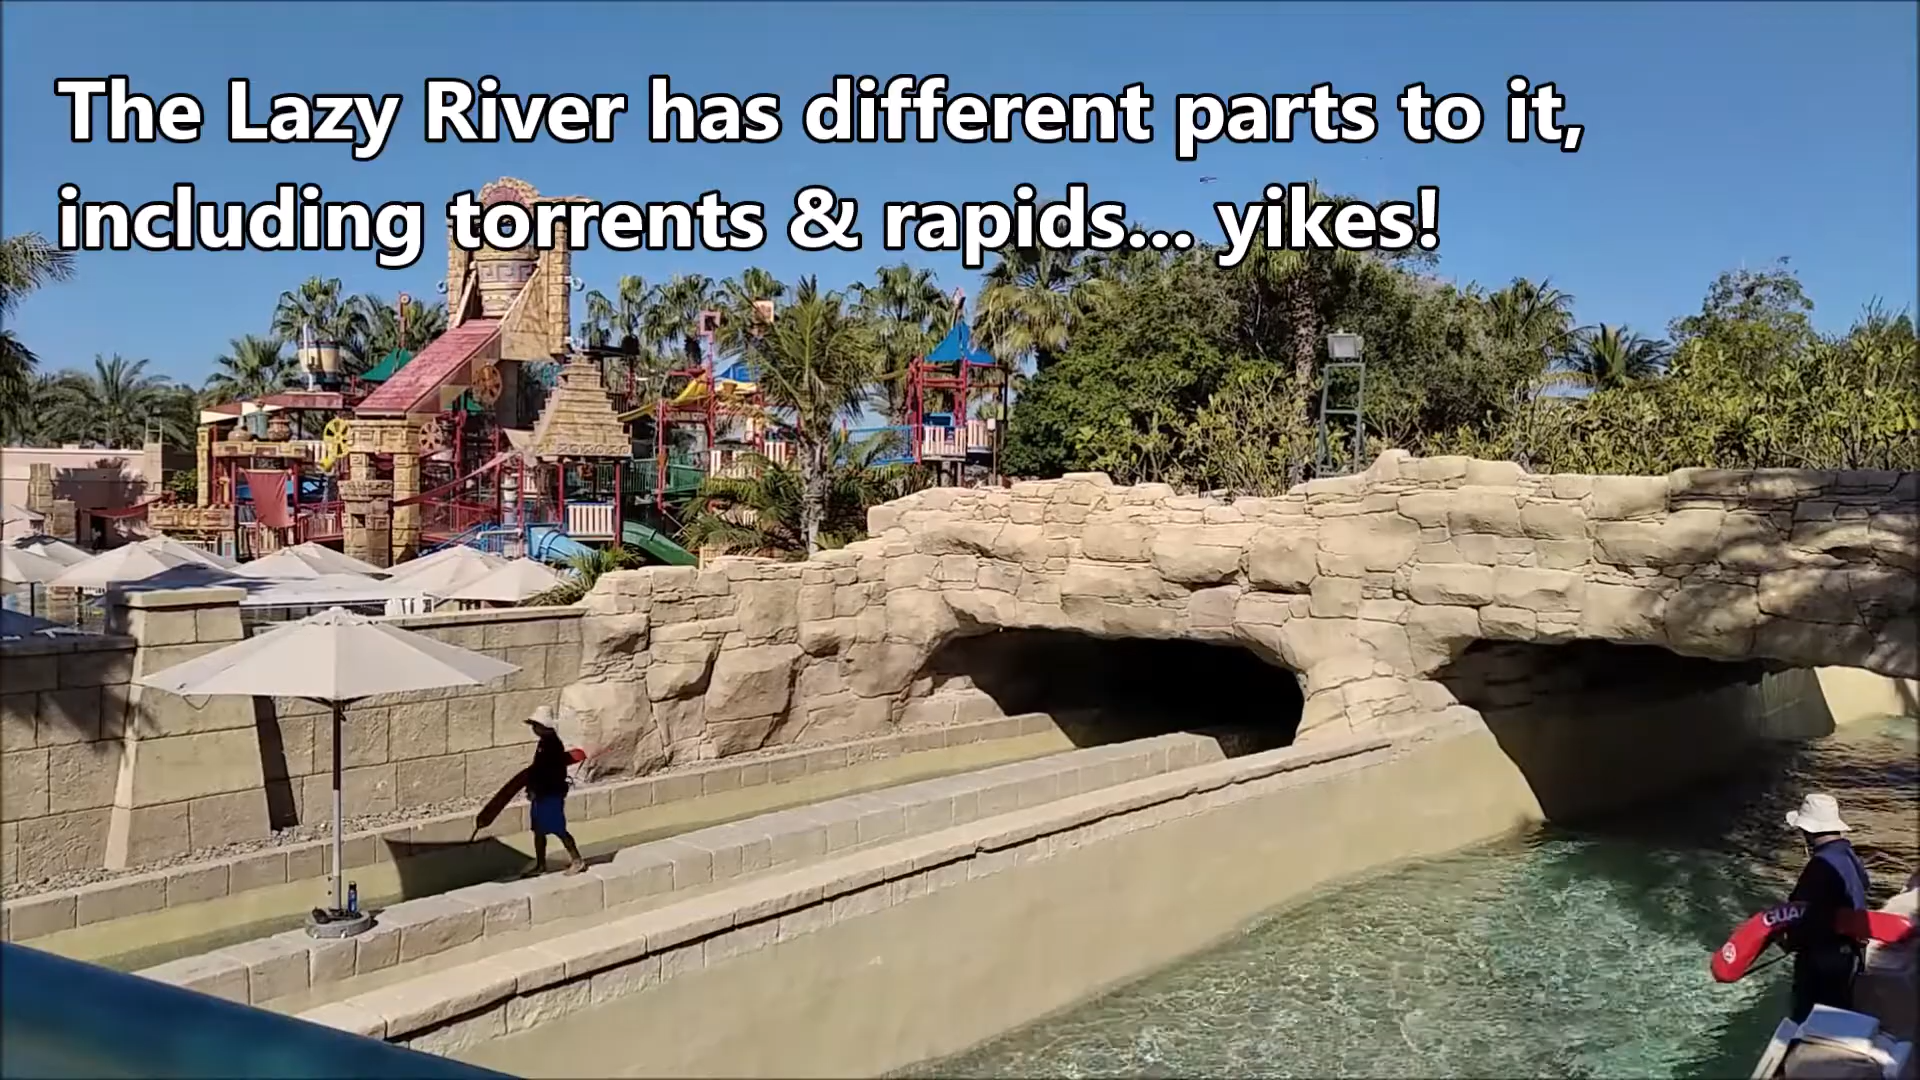 The Lazy River has different parts to it,
including torrents & rapids... yikes!